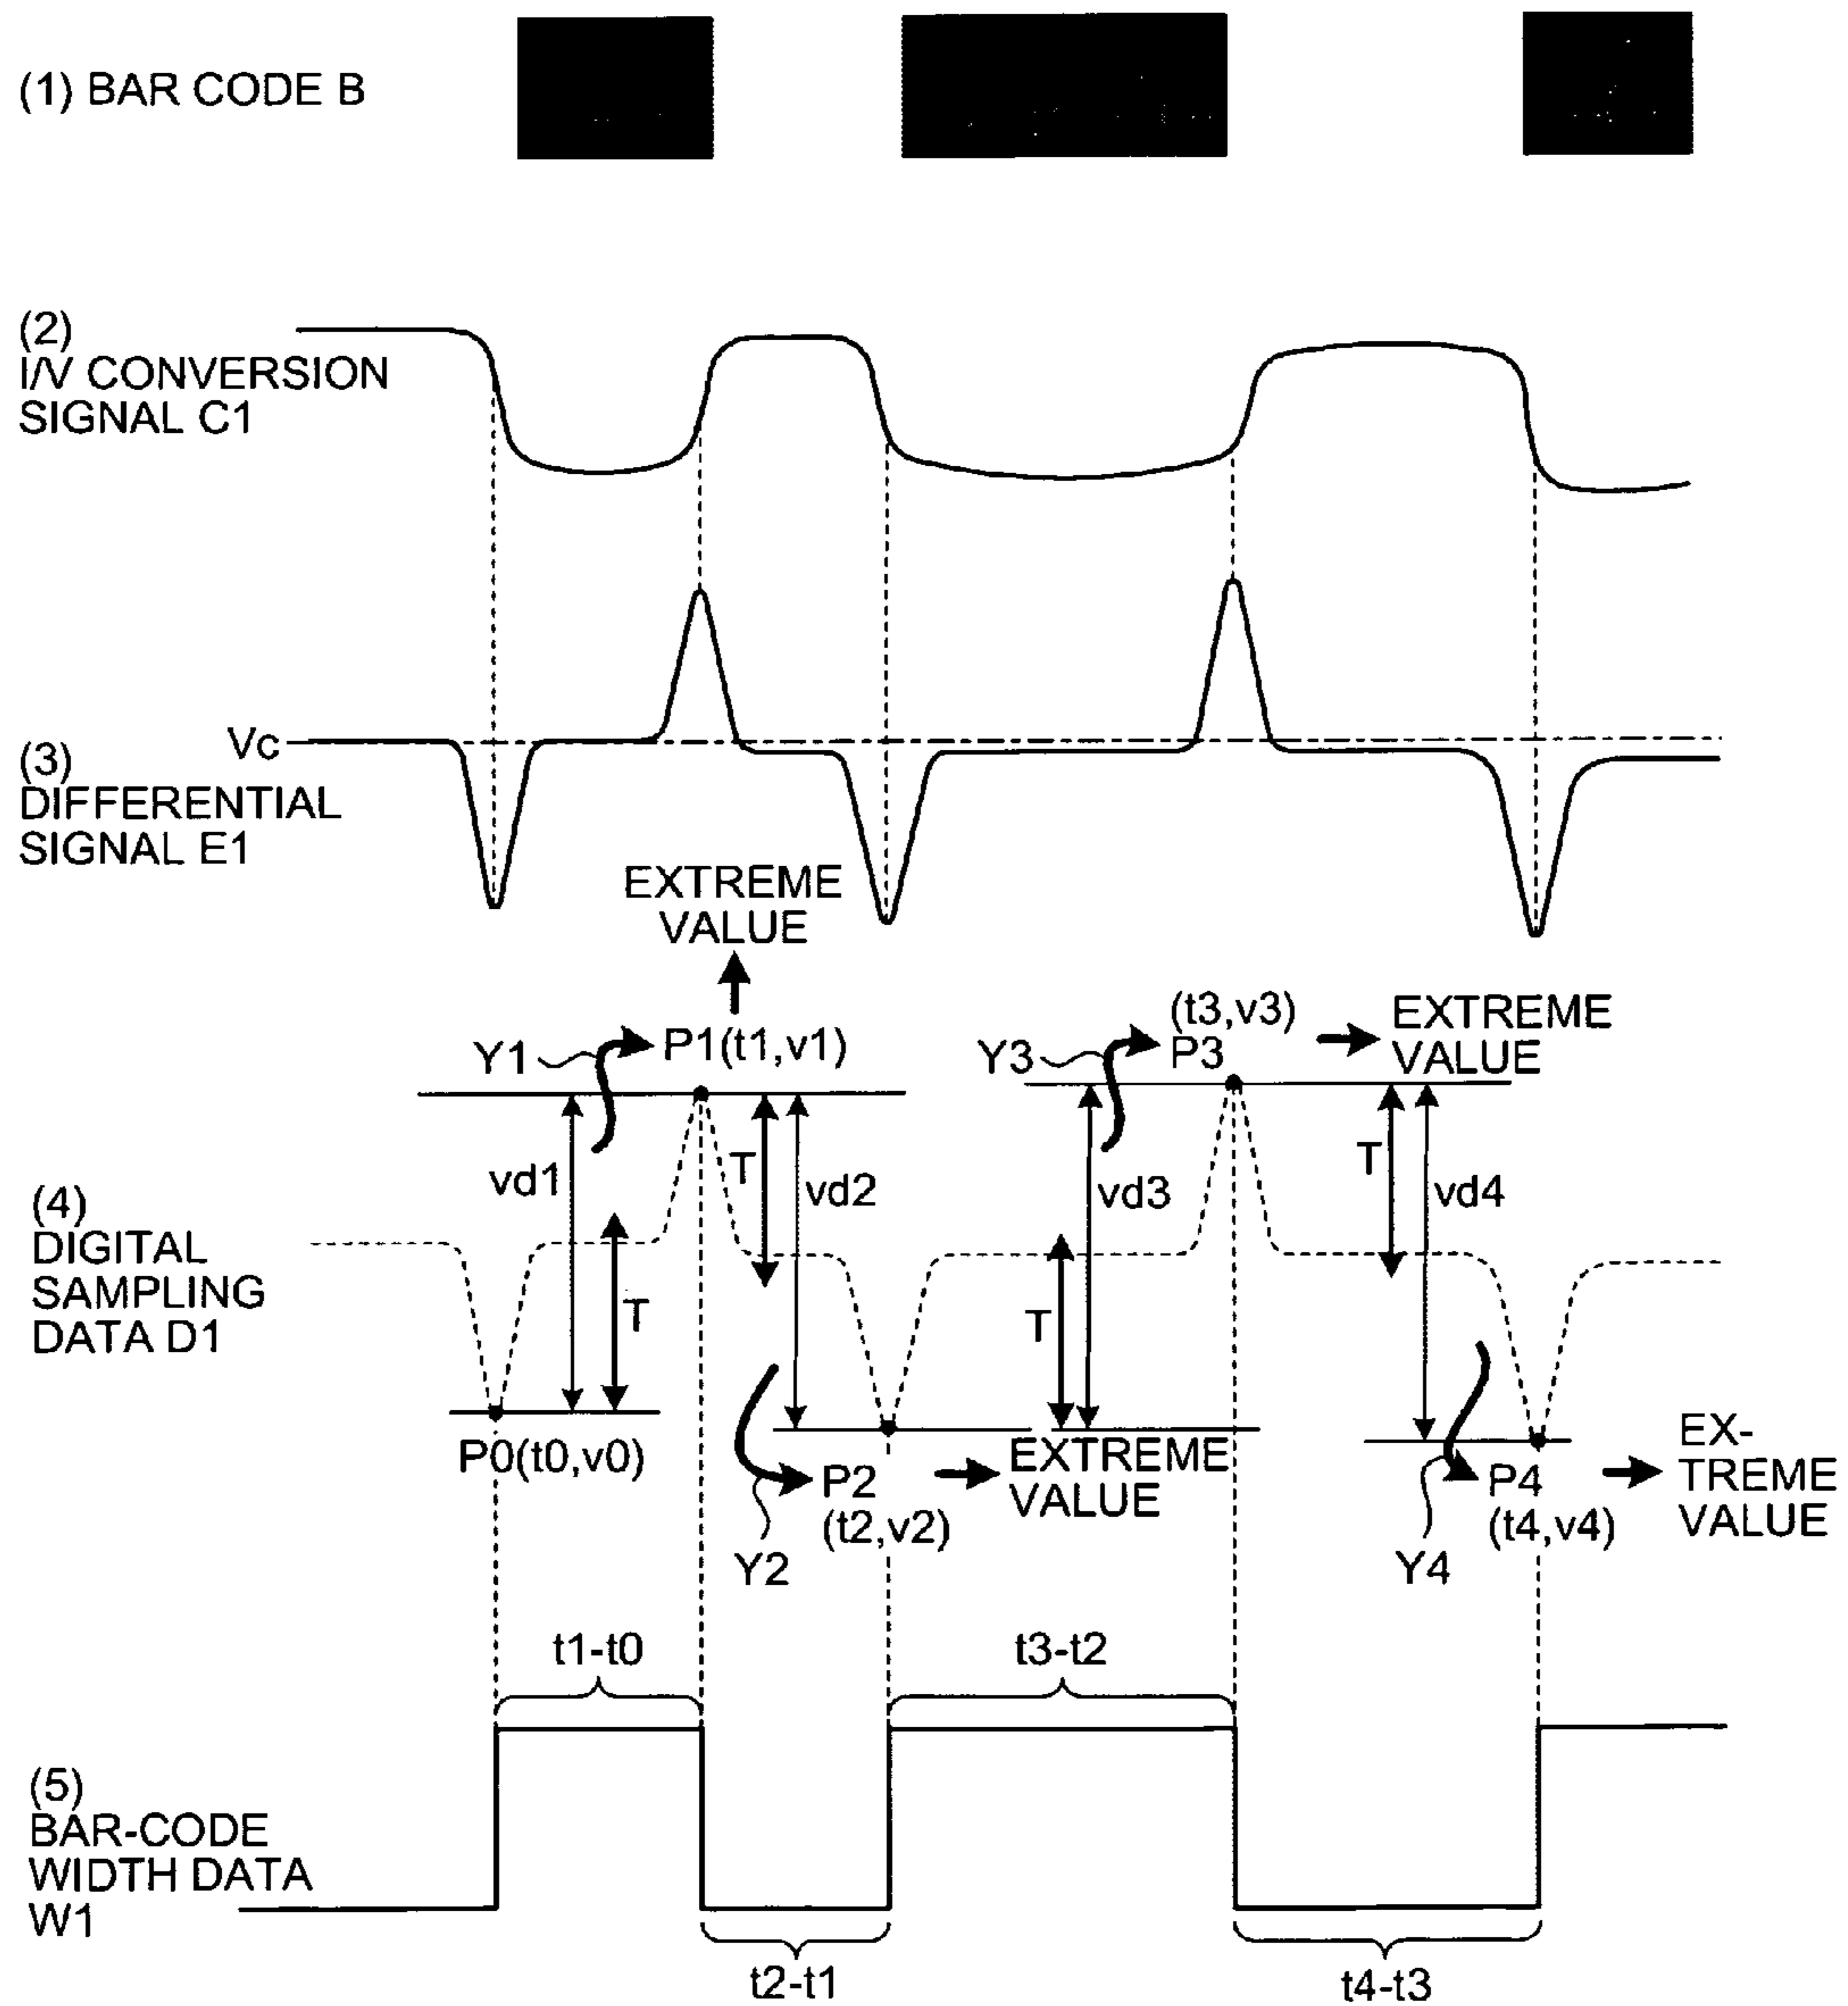 (1) BAR CODE B
(2)
I/V CONVERSION
SIGNAL C1
Vc
(3)
DIFFERENTIAL
SIGNAL E1
EXTREME
VALUE
Y1
P1(t1,v1)
Y3
(t3,v3)
P3
EXTREME
VALUE
vd1
T
vd2
vd3
T
vd4
(4)
DIGITAL
SAMPLING
DATA D1
T
T
P0(t0,v0)
P2
(t2,v2)
EXTREME
VALUE
Y2
P4
(t4,v4)
EX-
TREME
VALUE
Y4
t1-t0
t3-t2
(5)
BAR-CODE
WIDTH DATA
W1
t2-t1
t4-t3